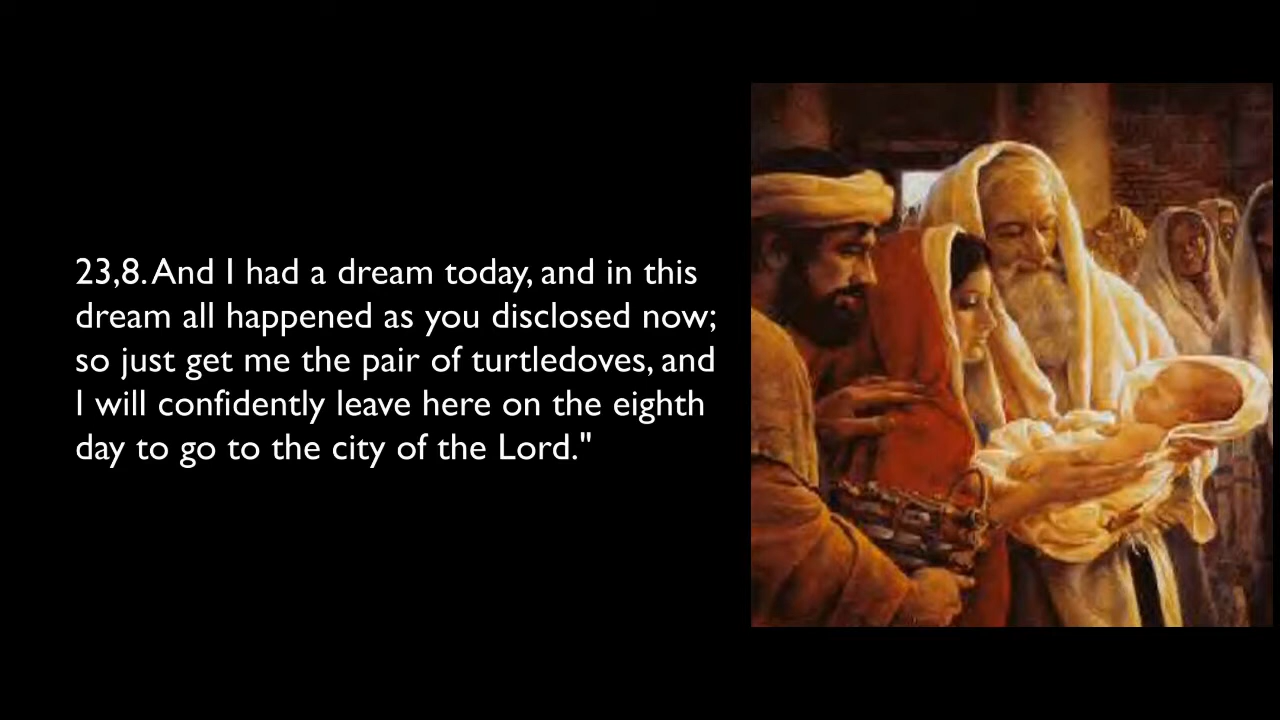 23,8. And I had a dream today, and in this
dream all happened as you disclosed now;
so just get me the pair of turtledoves, and
I will confidently leave here on the eighth
day to go to the city of the Lord."